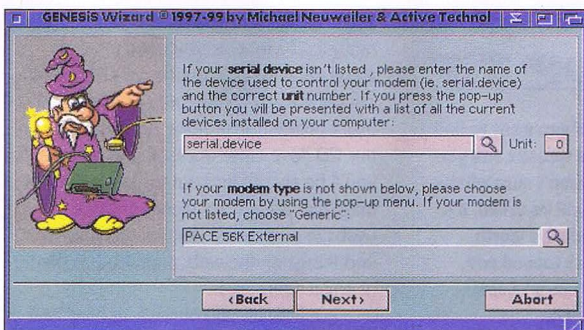 GENESiS Wizard ©1997-99 by Michael Neuweiler & Active Technol
If your serial device isn't listed , please enter the name of
the device used to control your modem (ie. serial.device)
and the correct unit number. If you press the pop-up
button you will be presented with a list of all the current
devices installed on your computer:
serial.device
Unit: 0
If your modem type is not shown below, please choose
your modem by using the pop-up menu. If your modem is
not listed, choose "Generic":
PACE 56K External
‹Back
Next›
Abort